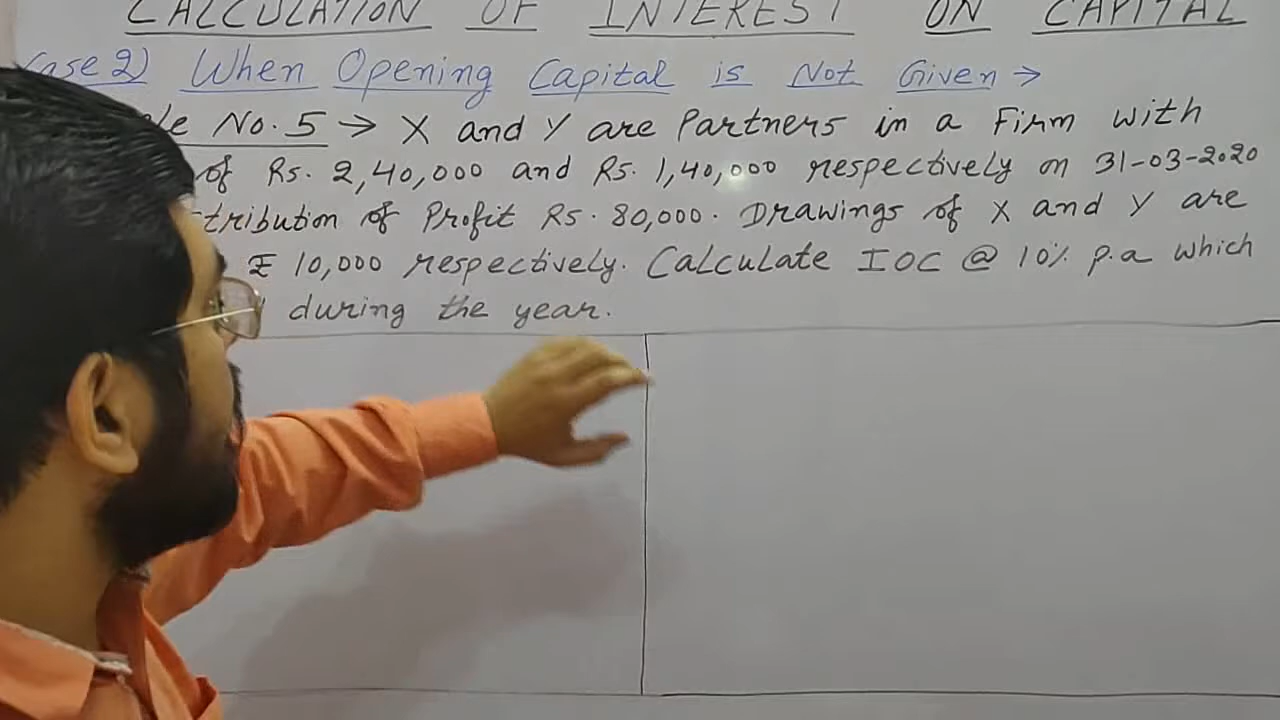 CALCULATION OF INTEREST ON CAPITAL
Case 2) When Opening Capital is Not Given →
No. 5 → X and Y are Partners in a Firm with
of Rs. 2,40,000 and Rs. 1,40,000 respectively on 31-03-2020
tribution of Profit Rs. 80,000. Drawings of X and Y are
₹ 10,000 respectively. Calculate IOC @ 10% p.a which
during the year.